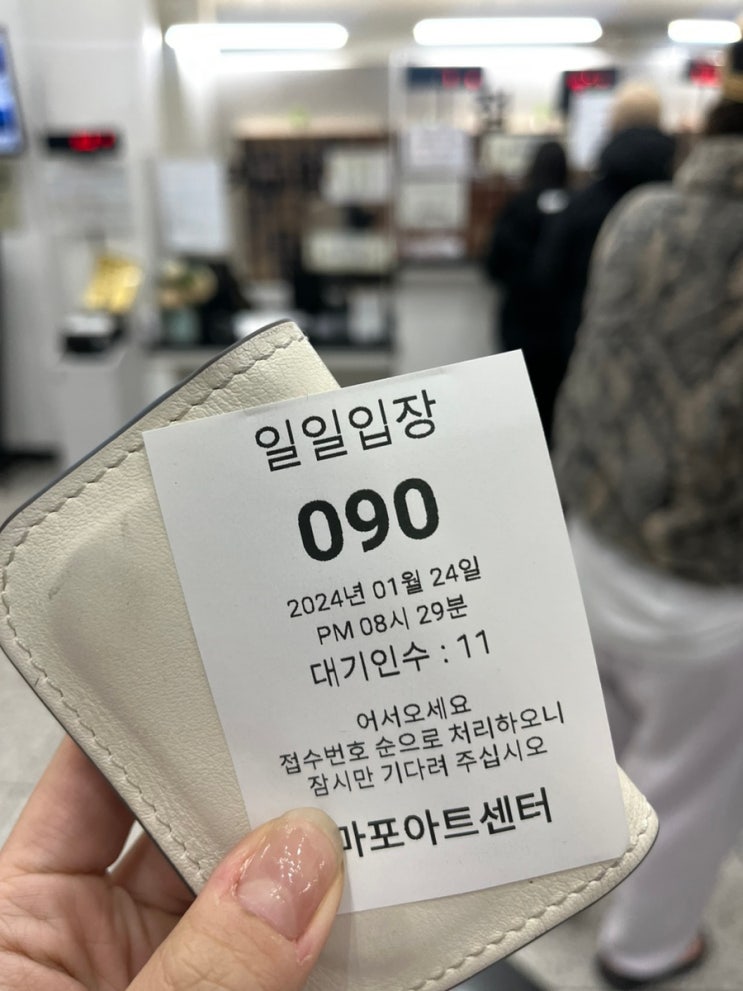 일일입장
090
2024년 01월 24일
PM 08시 29분
대기인수 : 11
어서오세요
접수번호 순으로 처리하오니
잠시만 기다려 주십시오
마포아트센터